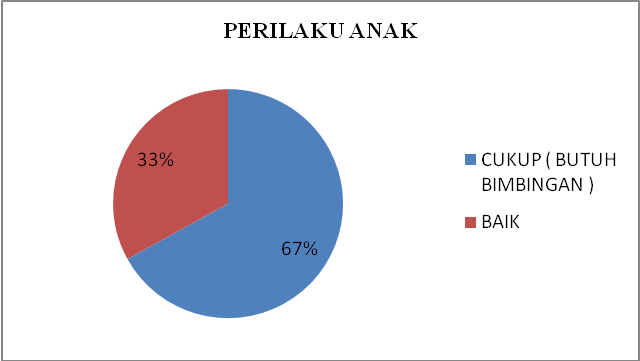 PERILAKU ANAK
33%
67%
CUKUP ( BUTUH
BIMBINGAN )
BAIK